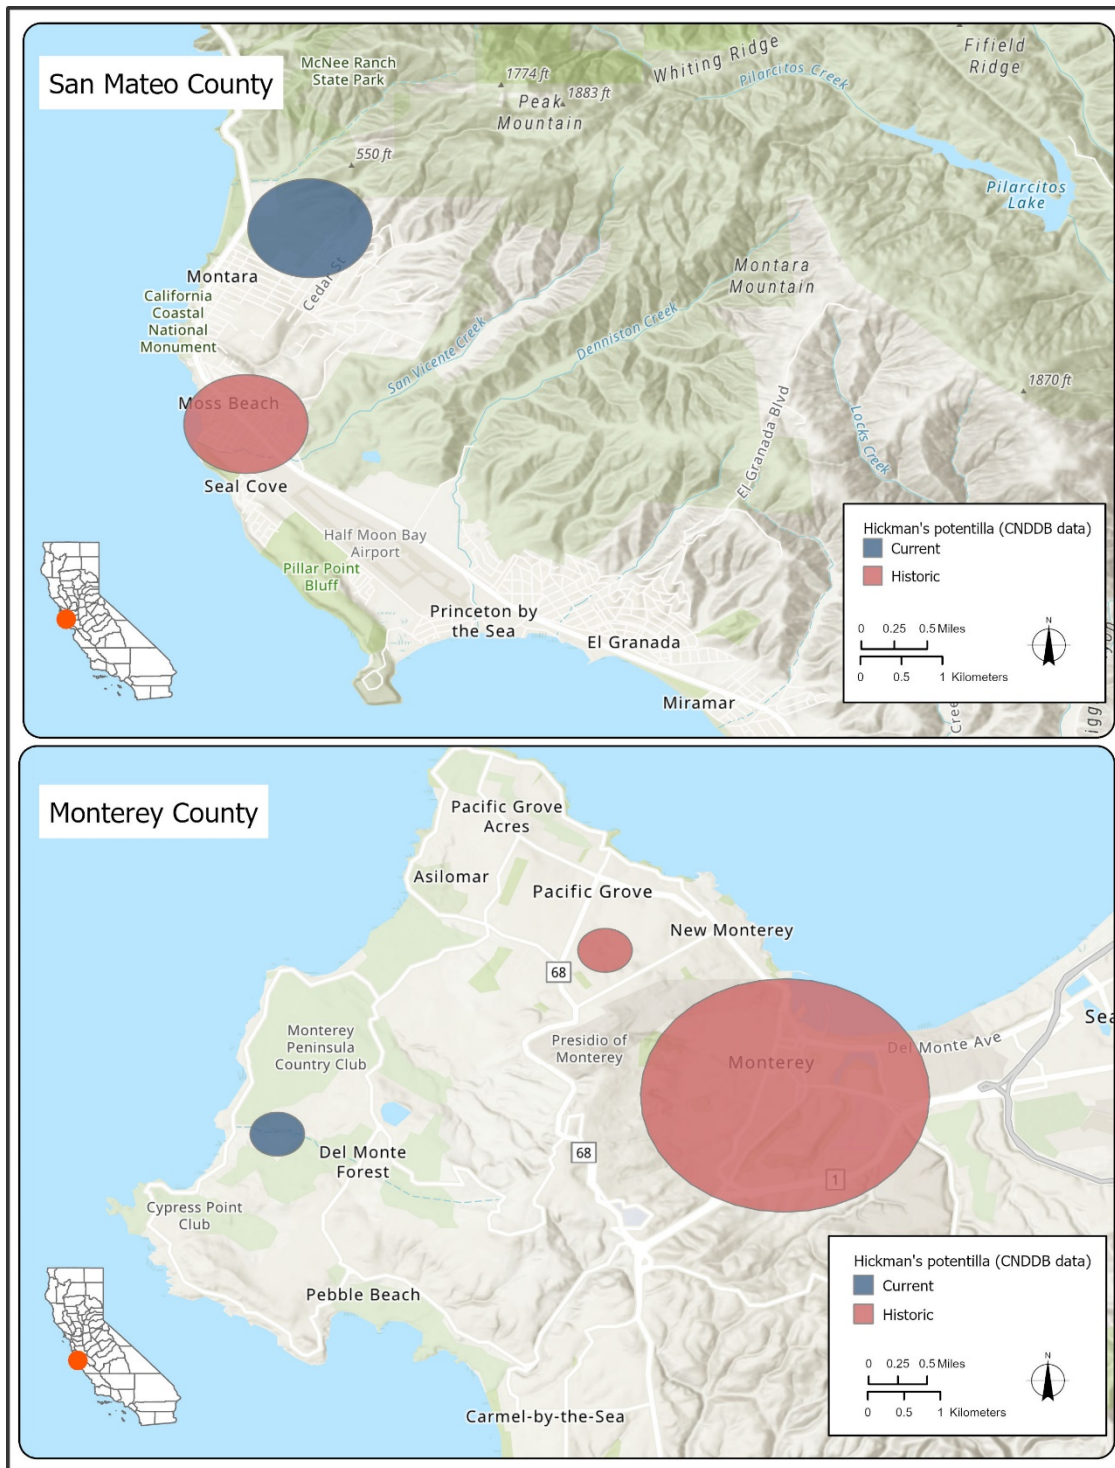 San Mateo County
McNee Ranch
State Park
1774 ft
1883 ft
Peak
Mountain
Whiting Ridge
Pilarcitos Creek
Fifield
Ridge
550 ft
Pilarcitos
Lake
Montara
Cedar St
California
Coastal
National
Monument
Montara
Mountain
San Vicente Creek
Denniston Creek
1870 ft
Moss Beach
El Granada Blvd
Locks Creek
Seal Cove
Half Moon Bay
Airport
Pillar Point
Bluff
Princeton by
the Sea
El Granada
Miramar
Hickman's potentilla (CNDDB data)
Current
Historic
0 0.25 0.5 Miles
0 0.5 1 Kilometers
N
Cree
Monterey County
Pacific Grove
Acres
Asilomar
Pacific Grove
New Monterey
68
Sea
Monterey
Peninsula
Country Club
Presidio of
Monterey
Monterey
Del Monte Ave
Del Monte
Forest
68
1
Cypress Point
Club
Pebble Beach
Carmel-by-the-Sea
Hickman's potentilla (CNDDB data)
Current
Historic
0 0.25 0.5 Miles
0 0.5 1 Kilometers
N